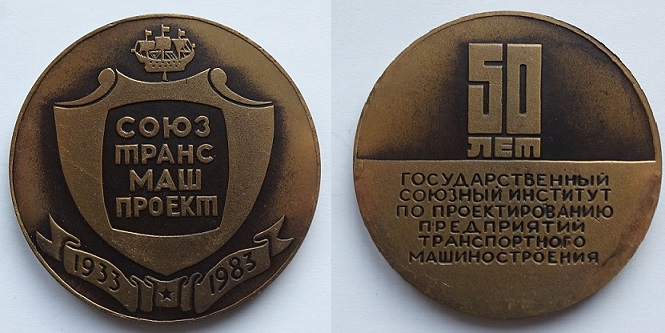 СОЮЗ
ТРАНС
МАШ
ПРОЕКТ
1933 1983
50
ЛЕТ
ГОСУДАРСТВЕННЫЙ
СОЮЗНЫЙ ИНСТИТУТ
ПО ПРОЕКТИРОВАНИЮ
ПРЕДПРИЯТИЙ
ТРАНСПОРТНОГО
МАШИНОСТРОЕНИЯ